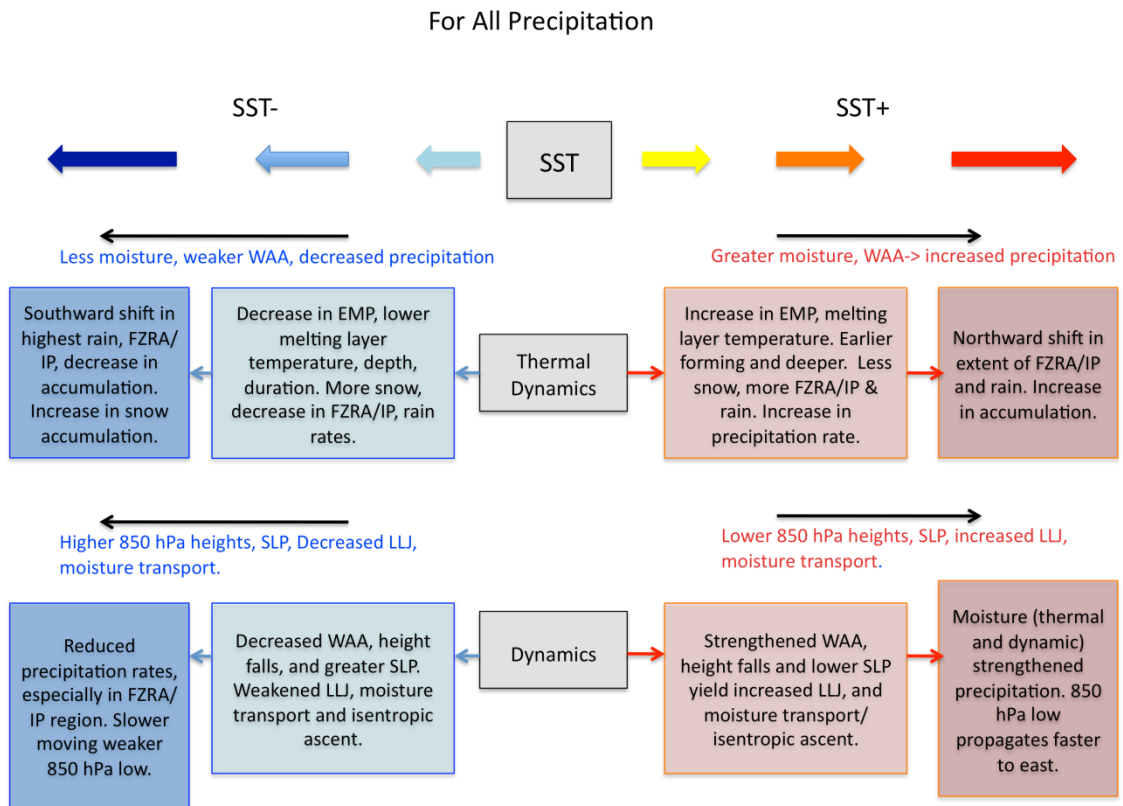 For All Precipitation
SST-
SST+
SST
Less moisture, weaker WAA, decreased precipitation
Greater moisture, WAA-> increased precipitation
Southward shift in
highest rain, FZRA/
IP, decrease in
accumulation.
Increase in snow
accumulation.
Decrease in EMP, lower
melting layer
temperature, depth,
duration. More snow,
decrease in FZRA/IP, rain
rates.
Thermal
Dynamics
Increase in EMP, melting
layer temperature. Earlier
forming and deeper. Less
snow, more FZRA/IP &
rain. Increase in
precipitation rate.
Northward shift in
extent of FZRA/IP
and rain. Increase
in accumulation.
Higher 850 hPa heights, SLP, Decreased LLJ,
moisture transport.
Lower 850 hPa heights, SLP, increased LLJ,
moisture transport.
Reduced
precipitation rates,
especially in FZRA/
IP region. Slower
moving weaker
850 hPa low.
Decreased WAA, height
falls, and greater SLP.
Weakened LLJ, moisture
transport and isentropic
ascent.
Dynamics
Strengthened WAA,
height falls and lower SLP
yield increased LLJ, and
moisture transport/
isentropic ascent.
Moisture (thermal
and dynamic)
strengthened
precipitation. 850
hPa low
propagates faster
to east.